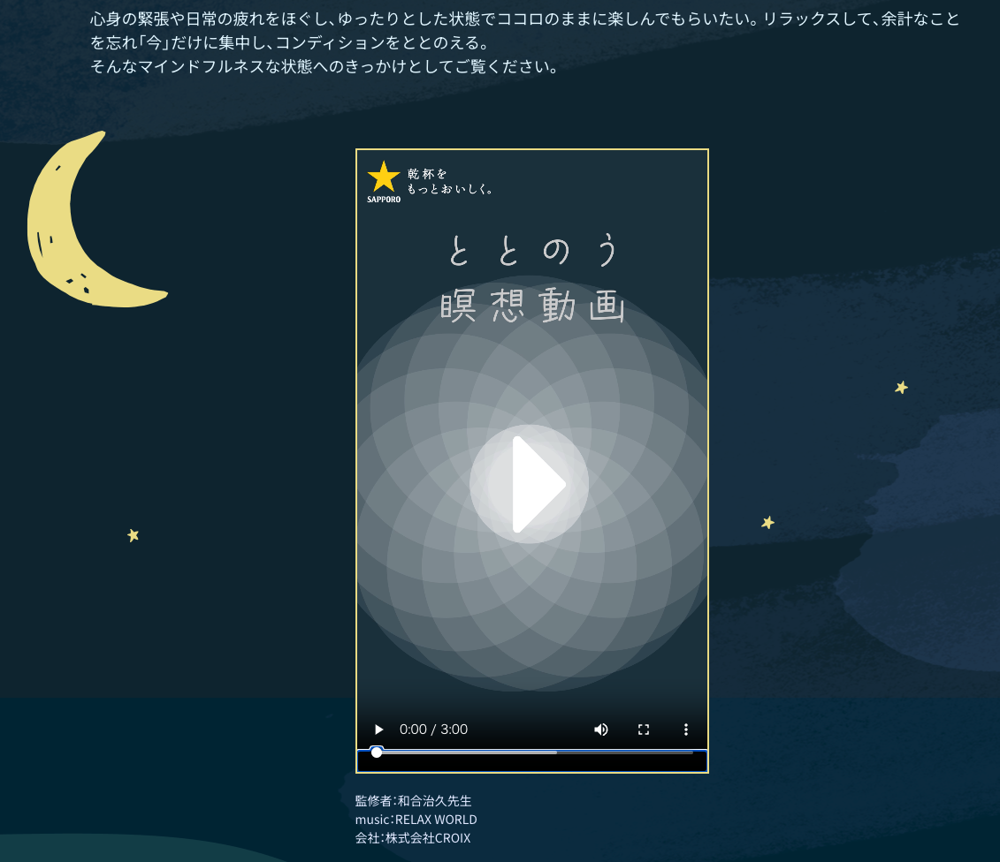 心身の緊張や日常の疲れをほぐし、ゆったりとした状態でココロのままに楽しんでもらいたい。リラックスして、余計なこと
を忘れ「今」だけに集中し、コンディションをととのえる。
そんなマインドフルネスな状態へのきっかけとしてご覧ください。
SAPPORO
乾杯を
もっとおいしく。
ととのう
瞑想動画
0:00 / 3:00
監修者：和合治久先生
music：RELAX WORLD
会社：株式会社CROIX